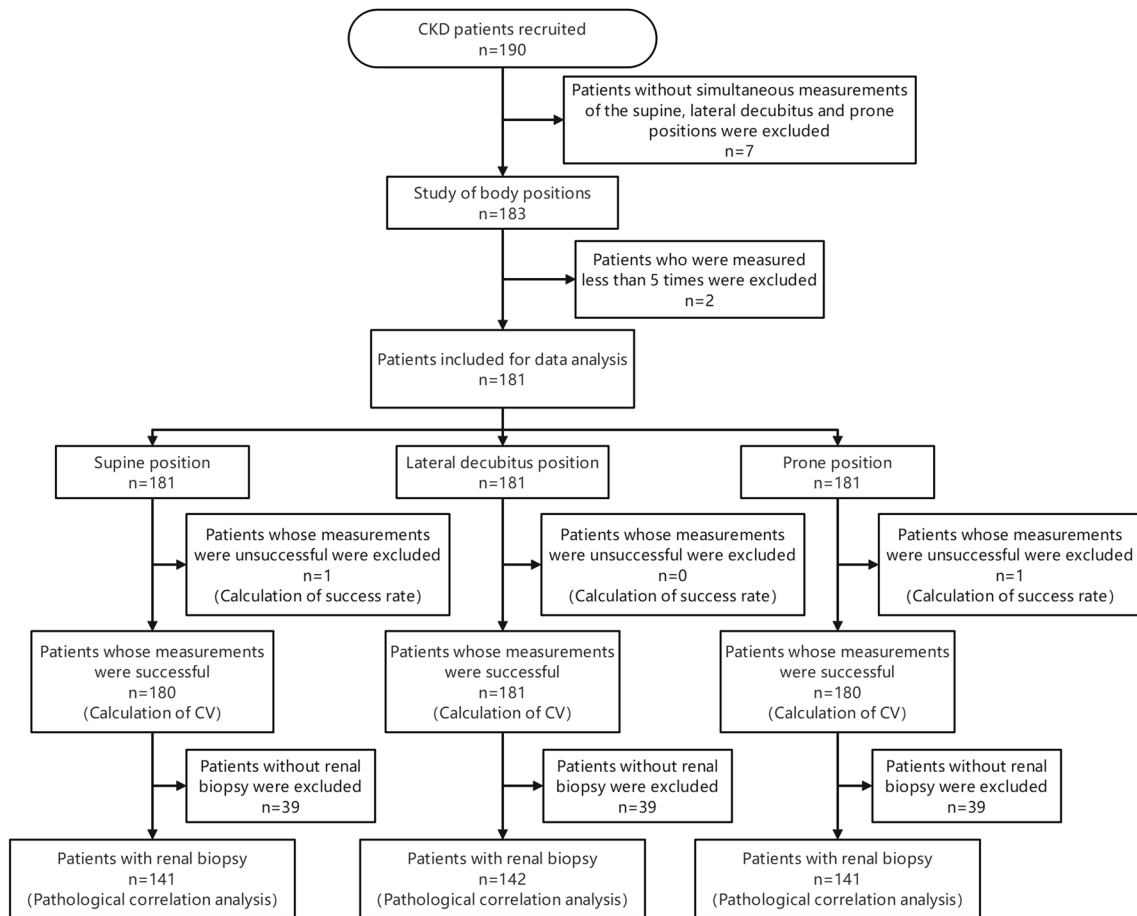 CKD patients recruited
n=190
Patients without simultaneous measurements
of the supine, lateral decubitus and prone
positions were excluded
n=7
Study of body positions
n=183
Patients who were measured
less than 5 times were excluded
n=2
Patients included for data analysis
n=181
Supine position
n=181
Lateral decubitus position
n=181
Prone position
n=181
Patients whose measurements
were unsuccessful were excluded
n=1
(Calculation of success rate)
Patients whose measurements
were unsuccessful were excluded
n=0
(Calculation of success rate)
Patients whose measurements
were unsuccessful were excluded
n=1
(Calculation of success rate)
Patients whose measurements
were successful
n=180
(Calculation of CV)
Patients whose measurements
were successful
n=181
(Calculation of CV)
Patients whose measurements
were successful
n=180
(Calculation of CV)
Patients without renal
biopsy were excluded
n=39
Patients without renal
biopsy were excluded
n=39
Patients without renal
biopsy were excluded
n=39
Patients with renal biopsy
n=141
(Pathological correlation analysis)
Patients with renal biopsy
n=142
(Pathological correlation analysis)
Patients with renal biopsy
n=141
(Pathological correlation analysis)